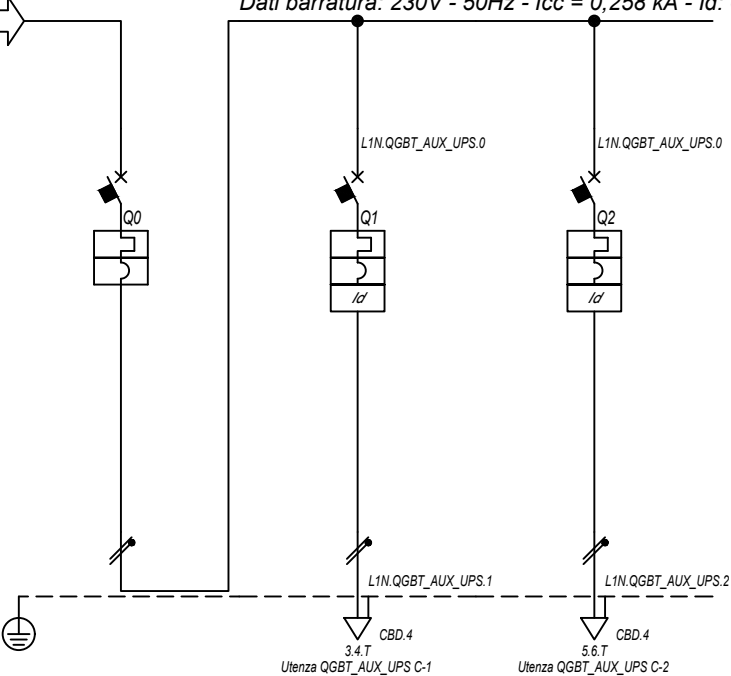 Dati barratura: 230V - 50Hz - Icc = 0,258 kA - Id:
L1N.QGBT_AUX_UPS.0
L1N.QGBT_AUX_UPS.0
Q0
Q1
Q2
Id
Id
L1N.QGBT_AUX_UPS.1
L1N.QGBT_AUX_UPS.2
CBD.4
CBD.4
3.4.T
5.6.T
Utenza QGBT_AUX_UPS C-1
Utenza QGBT_AUX_UPS C-2